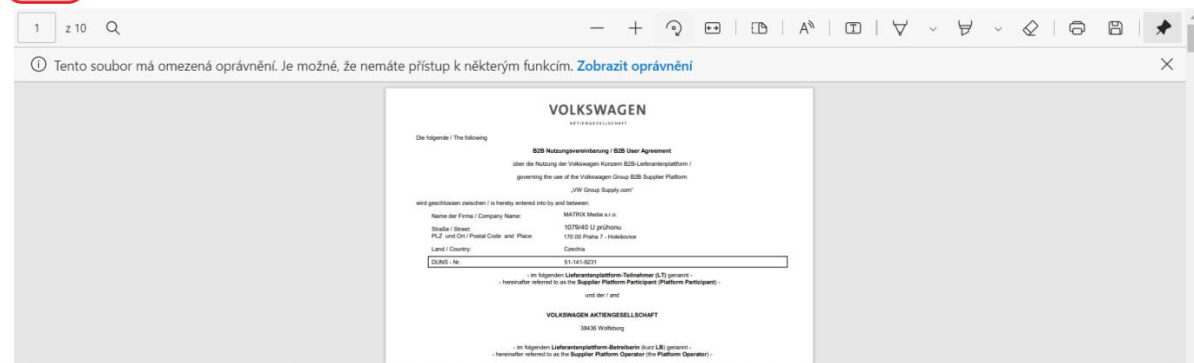 1 z 10
Tento soubor má omezená oprávnění. Je možné, že nemáte přístup k některým funkcím. Zobrazit oprávnění
VOLKSWAGEN
AKTIENGESELLSCHAFT
Die folgende / The following
B2B Nutzungsvereinbarung / B2B User Agreement
über die Nutzung der Volkswagen Konzern B2B-Lieferantenplattform /
governing the use of the Volkswagen Group B2B Supplier Platform
„VW Group Supply.com“
wird geschlossen zwischen / is hereby entered into by and between:
Name der Firma / Company Name: MATRIX Media s.r.o.
Straße / Street: 1079/40 U průhonu
PLZ und Ort / Postal Code and Place: 170 00 Praha 7 - Holešovice
Land / Country: Czechia
DUNS - Nr. 51-141-8231
- im folgenden Lieferantenplattform-Teilnehmer (LT) genannt -
- hereinafter referred to as the Supplier Platform Participant (Platform Participant) -
und der / and
VOLKSWAGEN AKTIENGESELLSCHAFT
38436 Wolfsburg
- im folgenden Lieferantenplattform-Betreiberin (kurz LB) genannt -
- hereinafter referred to as the Supplier Platform Operator (the Platform Operator) -